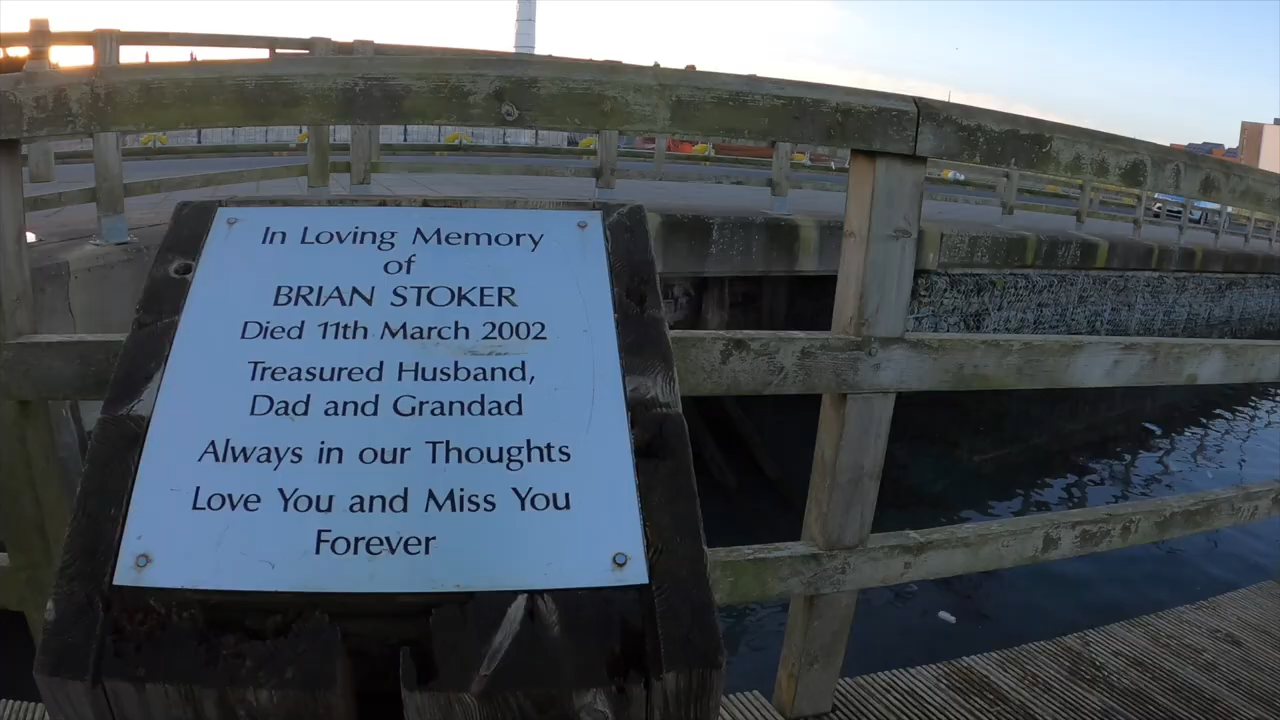 In Loving Memory
of
BRIAN STOKER
Died 11th March 2002
Treasured Husband,
Dad and Grandad
Always in our Thoughts
Love You and Miss You
Forever